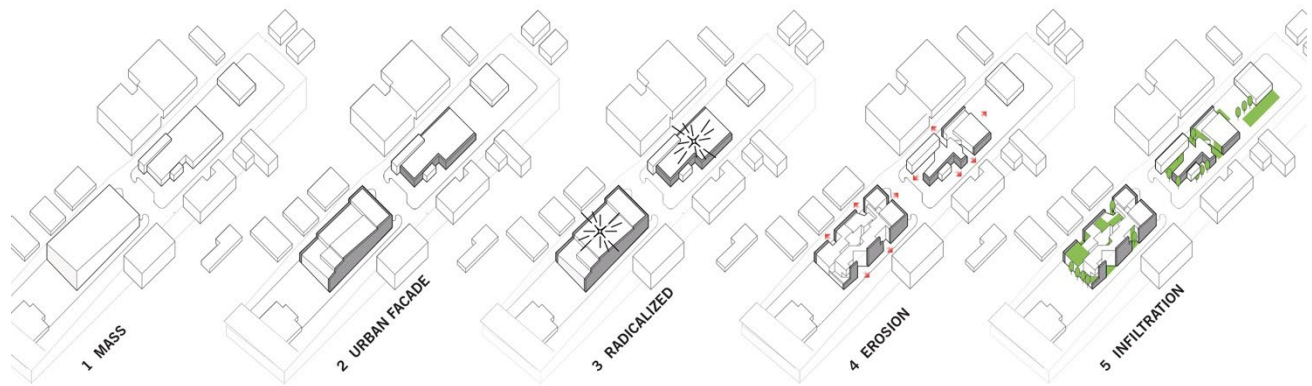 1 MASS
2 URBAN FACADE
3 RADICALIZED
4 EROSION
5 INFILTRATION